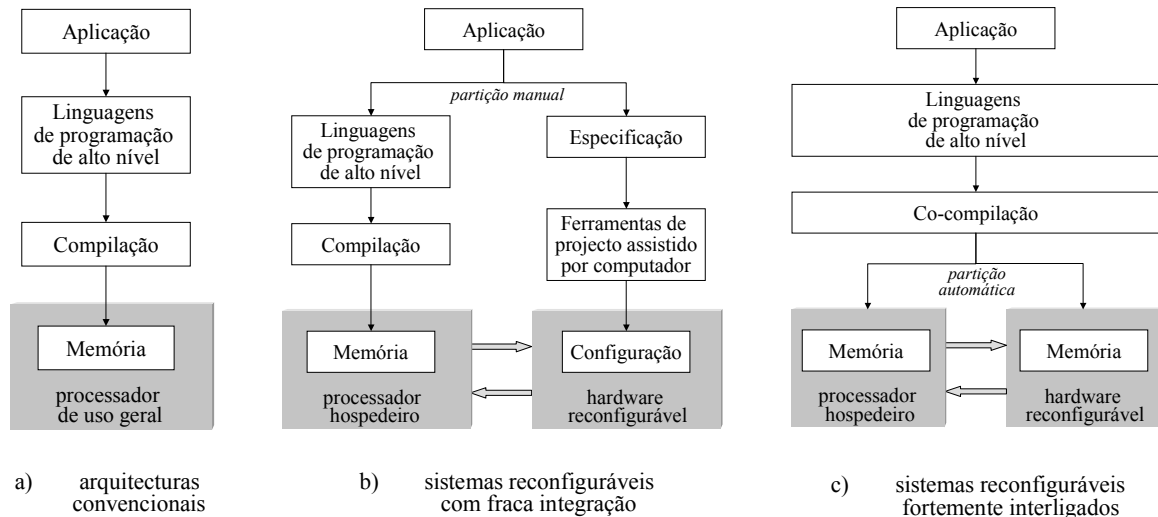 Aplicação
Linguagens
de programação
de alto nível
Compilação
Memória
processador
de uso geral
a) arquitecturas
convencionais
Aplicação
partição manual
Linguagens
de programação
de alto nível
Compilação
Memória
processador
hospedeiro
Especificação
Ferramentas de
projecto assistido
por computador
Configuração
hardware
reconfigurável
b) sistemas reconfiguráveis
com fraca integração
Aplicação
Linguagens
de programação
de alto nível
Co-compilação
partição
automática
Memória
processador
hospedeiro
Memória
hardware
reconfigurável
c) sistemas reconfiguráveis
fortemente interligados